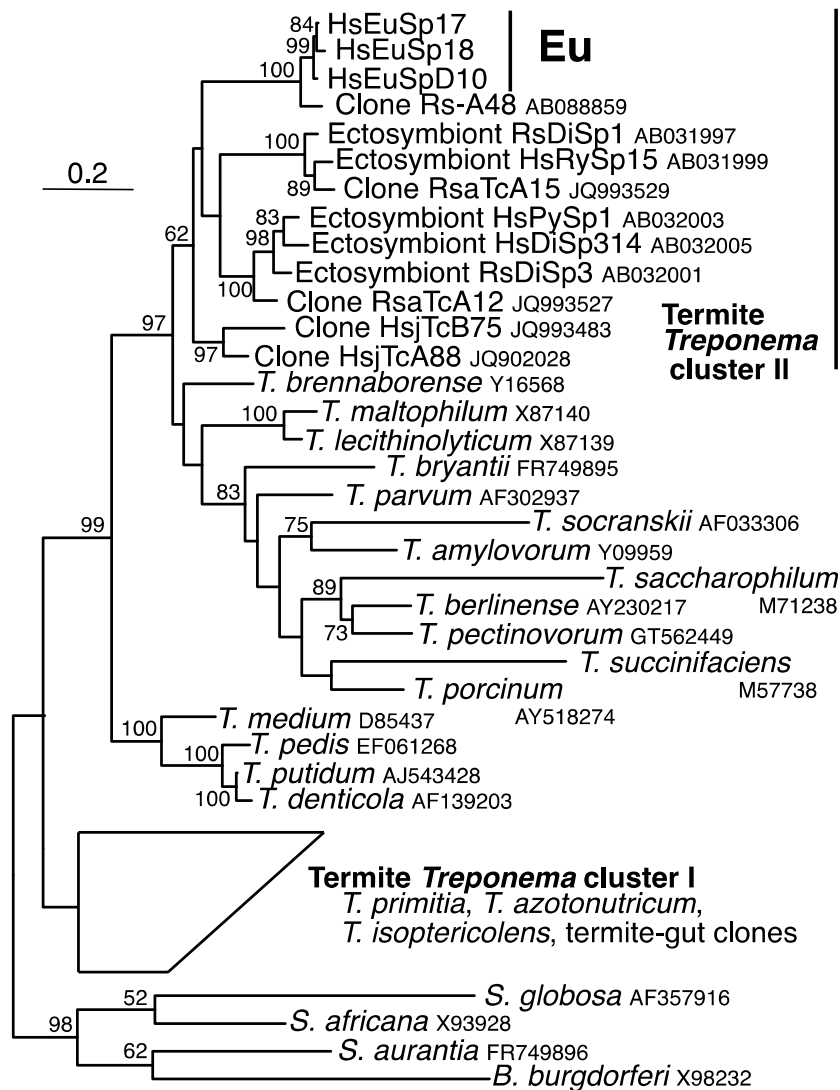 84 HsEuSp17
99 HsEuSp18 Eu
HsEuSpD10
100
Clone Rs-A48 AB088859
Ectosymbiont RsDiSp1 AB031997
100
Ectosymbiont HsRySp15 AB031999
0.2
89 Clone RsaTcA15 JQ993529
83 Ectosymbiont HsPySp1 AB032003
62 98 Ectosymbiont HsDiSp314 AB032005
Ectosymbiont RsDiSp3 AB032001
100
Clone RsaTcA12 JQ993527
Termite
Treponema
cluster II
97 Clone HsjTcB75 JQ993483
97 Clone HsjTcA88 JQ902028
T. brennaborense Y16568
100 T. maltophilum X87140
T. lecithinolyticum X87139
T. bryantii FR749895
83 T. parvum AF302937
99 75 T. socranskii AF033306
T. amylovorum Y09959
T. saccharophilum
M71238
89 T. berlinense AY230217
73 T. pectinovorum GT562449
T. succinifaciens
M57738
T. porcinum
AY518274
100 T. medium D85437
100 T. pedis EF061268
T. putidum AJ543428
100 T. denticola AF139203
Termite Treponema cluster I
T. primitia, T. azotonutricum,
T. isoptericolens, termite-gut clones
52 S. globosa AF357916
98 S. africana X93928
62 S. aurantia FR749896
B. burgdorferi X98232